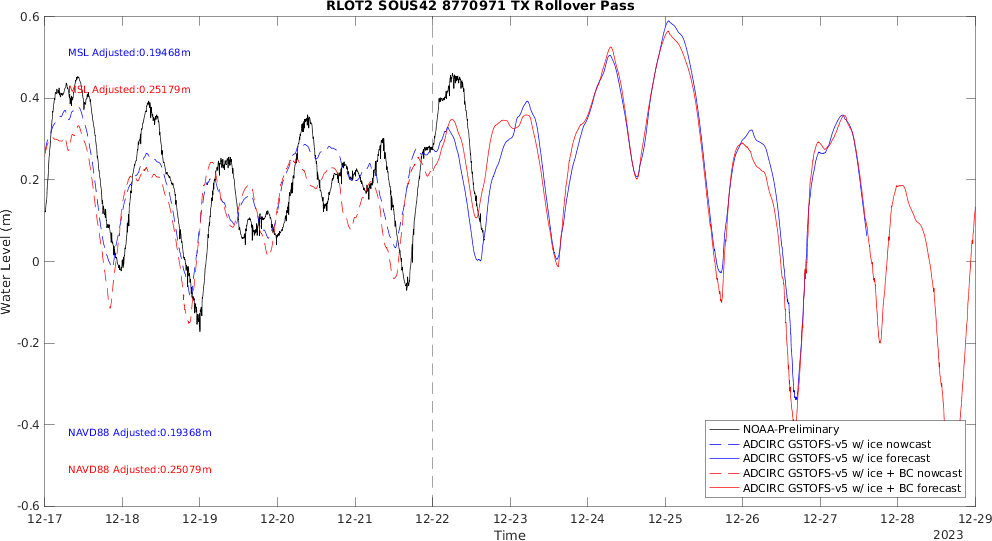 RLOT2 SOUS42 8770971 TX Rollover Pass
0.6
0.4
0.2
0
-0.2
-0.4
-0.6
Water Level (m)
MSL Adjusted:0.19468m
MSL Adjusted:0.25179m
NAVD88 Adjusted:0.19368m
NAVD88 Adjusted:0.25079m
NOAA-Preliminary
ADCIRC GSTOFS-v5 w/ ice nowcast
ADCIRC GSTOFS-v5 w/ ice forecast
ADCIRC GSTOFS-v5 w/ ice + BC nowcast
ADCIRC GSTOFS-v5 w/ ice + BC forecast
12-17 12-18 12-19 12-20 12-21 12-22 12-23 12-24 12-25 12-26 12-27 12-28 12-29
Time
2023